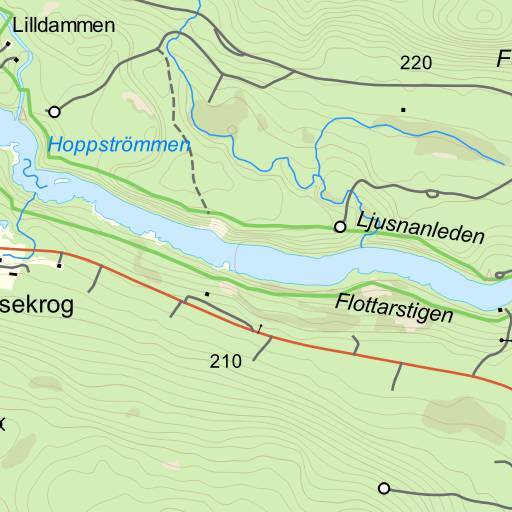 Lilldammen
220
F
Hoppströmmen
Ljusnanleden
sekrog
Flottarstigen
210
x